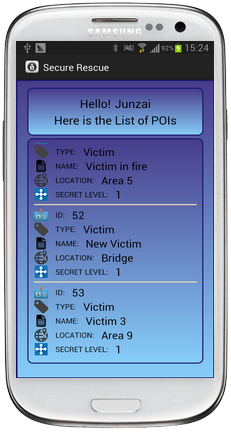 SAMSUNG
92% 15:24
Secure Rescue
Hello! Junzai
Here is the List of POIs
TYPE: Victim
NAME: Victim in fire
LOCATION: Area 5
SECRET LEVEL: 1
ID: 52
TYPE: Victim
NAME: New Victim
LOCATION: Bridge
SECRET LEVEL: 1
ID: 53
TYPE: Victim
NAME: Victim 3
LOCATION: Area 9
SECRET LEVEL: 1